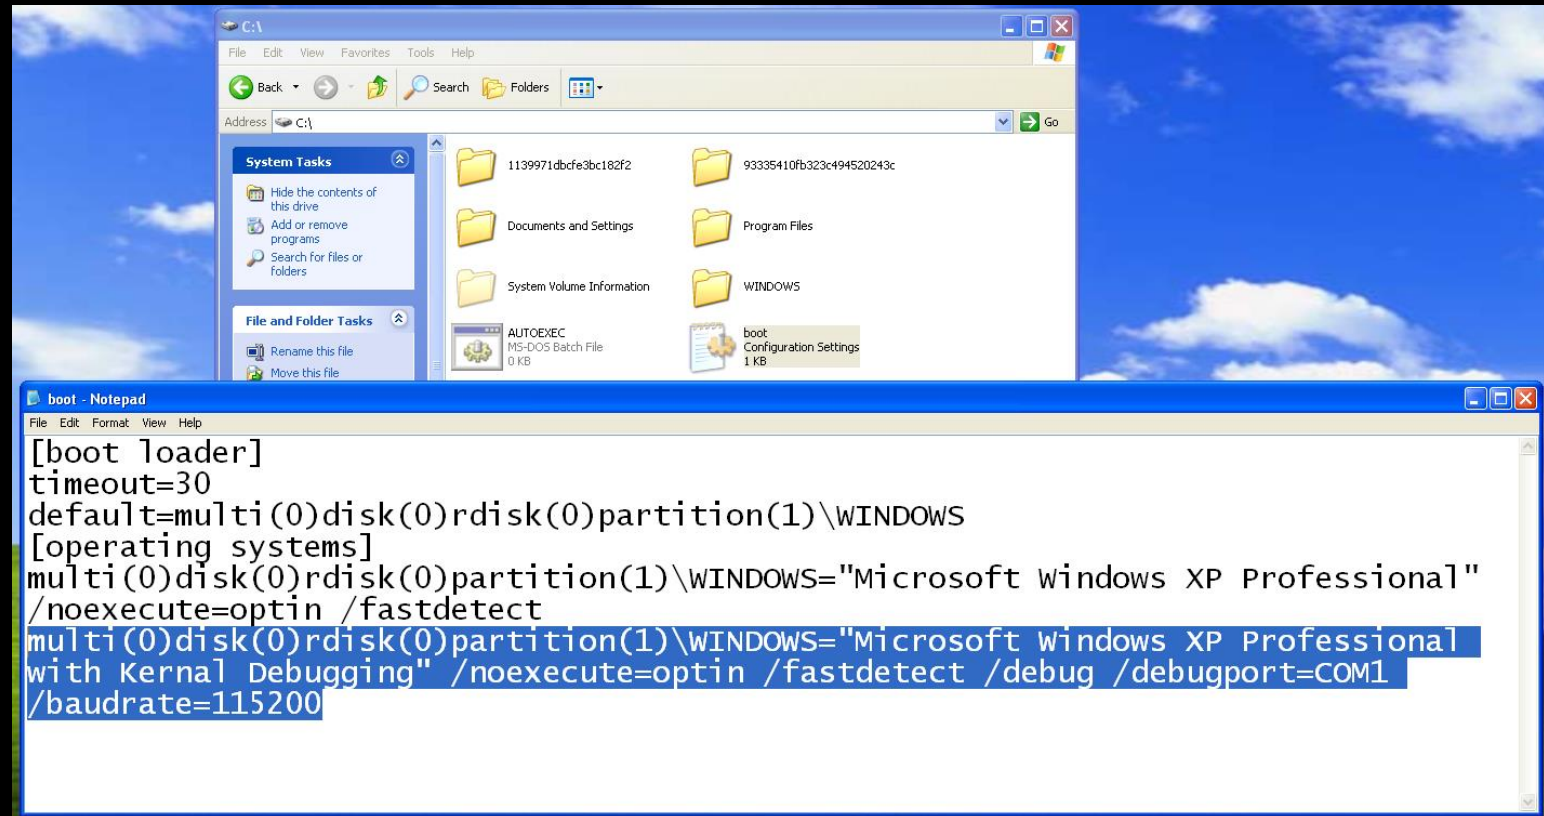 C:\
File Edit View Favorites Tools Help
Back Search Folders
Address C:\ Go
System Tasks
Hide the contents of
this drive
Add or remove
programs
Search for files or
folders
File and Folder Tasks
Rename this file
Move this file
1139971dbcfe3bc182f2
93335410fb323c494520243c
Documents and Settings
Program Files
System Volume Information
WINDOWS
AUTOEXEC
MS-DOS Batch File
0 KB
boot
Configuration Settings
1 KB
boot - Notepad
File Edit Format View Help
[boot loader]
timeout=30
default=multi(0)disk(0)rdisk(0)partition(1)\WINDOWS
[operating systems]
multi(0)disk(0)rdisk(0)partition(1)\WINDOWS="Microsoft Windows XP Professional"
/noexecute=optin /fastdetect
multi(0)disk(0)rdisk(0)partition(1)\WINDOWS="Microsoft Windows XP Professional
with Kernal Debugging" /noexecute=optin /fastdetect /debug /debugport=COM1
/baudrate=115200